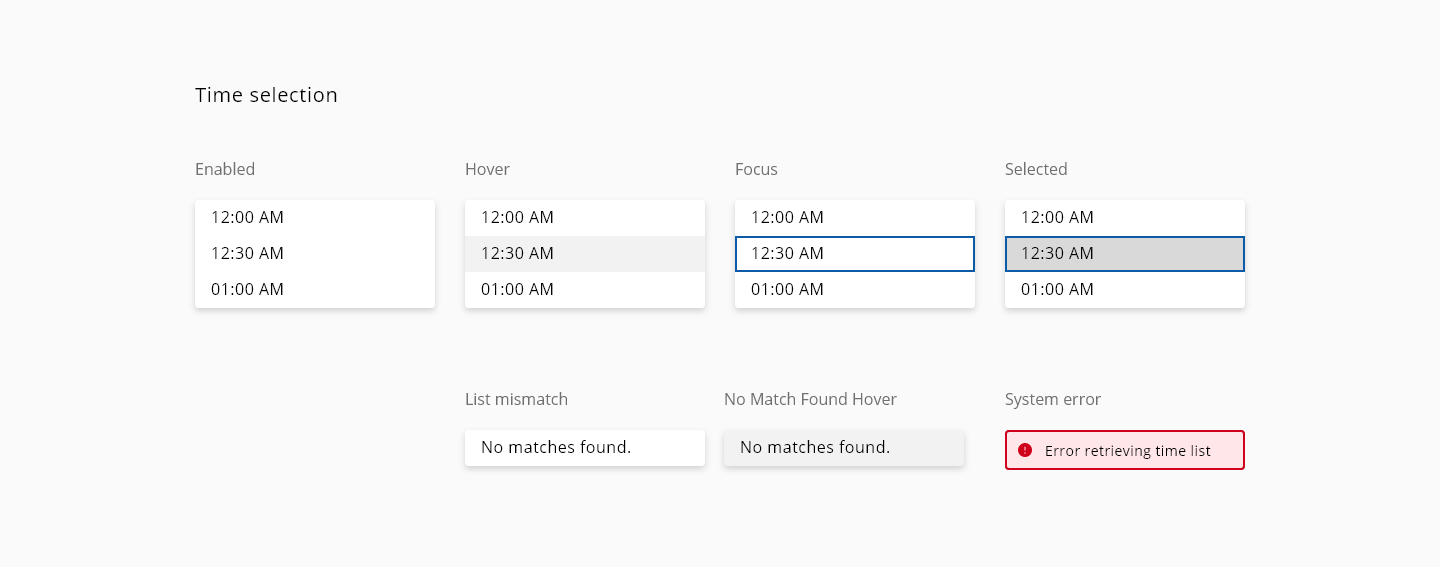 Time selection
Enabled
Hover
Focus
Selected
12:00 AM
12:30 AM
01:00 AM
12:00 AM
12:30 AM
01:00 AM
12:00 AM
12:30 AM
01:00 AM
12:00 AM
12:30 AM
01:00 AM
List mismatch
No Match Found Hover
System error
No matches found.
No matches found.
Error retrieving time list